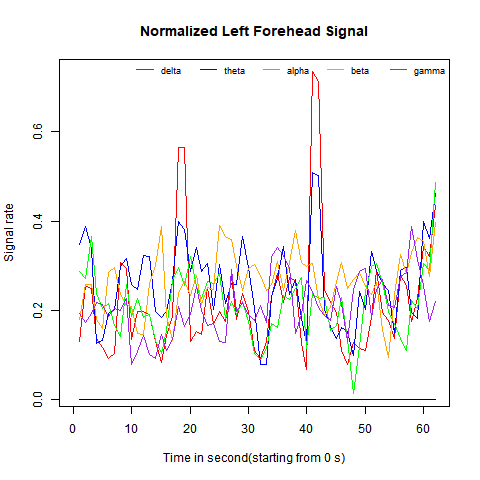 Normalized Left Forehead Signal
delta theta alpha beta gamma
Signal rate
0.6
0.4
0.2
0.0
0 10 20 30 40 50 60
Time in second(starting from 0 s)